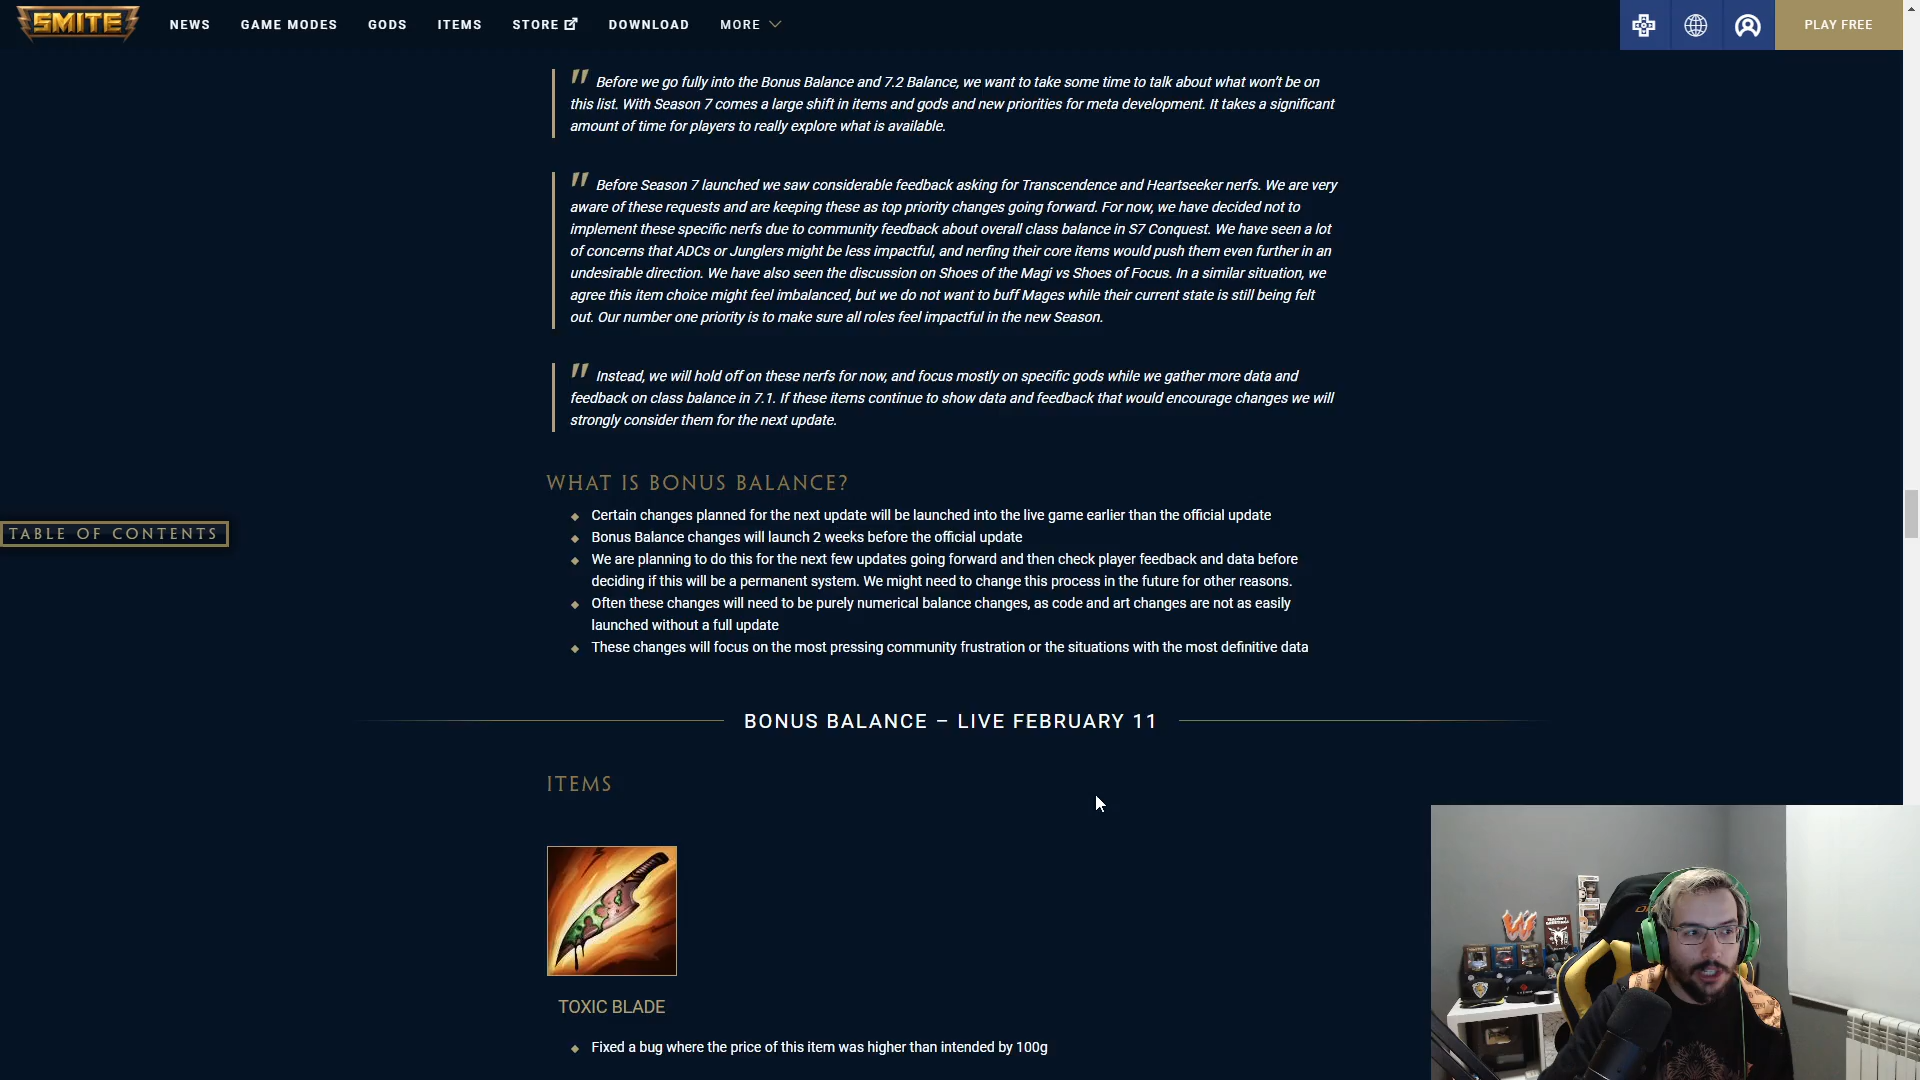 SMITE NEWS GAME MODES GODS ITEMS STORE DOWNLOAD MORE PLAY FREE
" Before we go fully into the Bonus Balance and 7.2 Balance, we want to take some time to talk about what won't be on
this list. With Season 7 comes a large shift in items and gods and new priorities for meta development. It takes a significant
amount of time for players to really explore what is available.
" Before Season 7 launched we saw considerable feedback asking for Transcendence and Heartseeker nerfs. We are very
aware of these requests and are keeping these as top priority changes going forward. For now, we have decided not to
implement these specific nerfs due to community feedback about overall class balance in S7 Conquest. We have seen a lot
of concerns that ADCs or Junglers might be less impactful, and nerfing their core items would push them even further in an
undesirable direction. We have also seen the discussion on Shoes of the Magi vs Shoes of Focus. In a similar situation, we
agree this item choice might feel imbalanced, but we do not want to buff Mages while their current state is still being felt
out. Our number one priority is to make sure all roles feel impactful in the new Season.
" Instead, we will hold off on these nerfs for now, and focus mostly on specific gods while we gather more data and
feedback on class balance in 7.1. If these items continue to show data and feedback that would encourage changes we will
strongly consider them for the next update.
WHAT IS BONUS BALANCE?
Certain changes planned for the next update will be launched into the live game earlier than the official update
TABLE OF CONTENTS
Bonus Balance changes will launch 2 weeks before the official update
We are planning to do this for the next few updates going forward and then check player feedback and data before
deciding if this will be a permanent system. We might need to change this process in the future for other reasons.
Often these changes will need to be purely numerical balance changes, as code and art changes are not as easily
launched without a full update
These changes will focus on the most pressing community frustration or the situations with the most definitive data
BONUS BALANCE – LIVE FEBRUARY 11
ITEMS
TOXIC BLADE
Fixed a bug where the price of this item was higher than intended by 100g